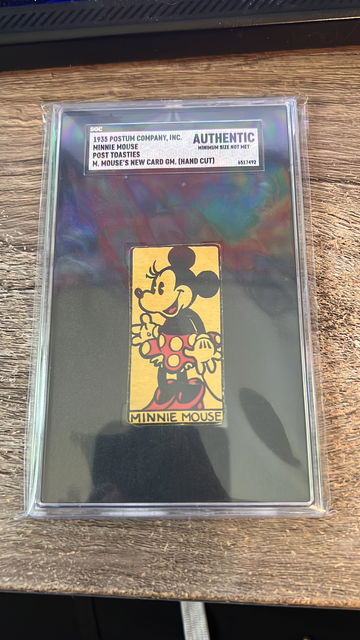 SGC
1935 POSTUM COMPANY, INC.
MINNIE MOUSE
POST TOASTIES
M. MOUSE'S NEW CARD GM. (HAND CUT)
AUTHENTIC
MINIMUM SIZE NOT MET
6517492
MINNIE MOUSE